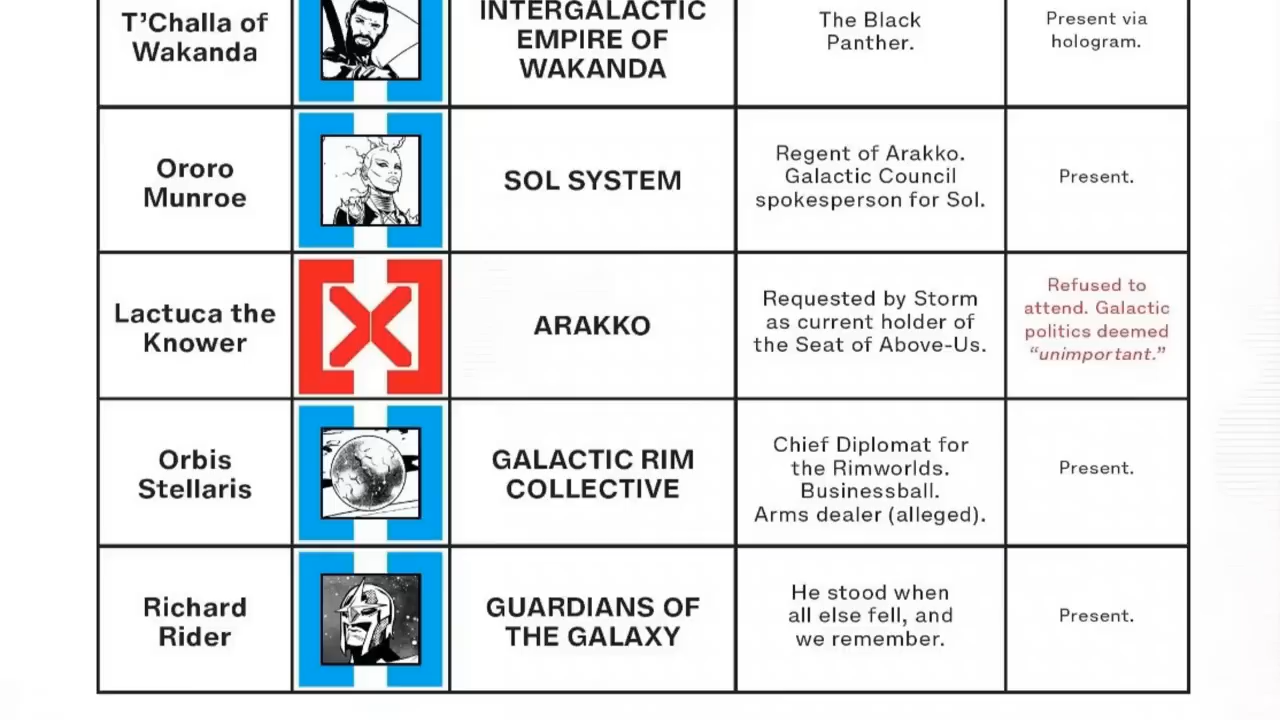 T'Challa of
Wakanda
INTERGALACTIC
EMPIRE OF
WAKANDA
The Black
Panther.
Present via
hologram.
Ororo
Munroe
SOL SYSTEM
Regent of Arakko.
Galactic Council
spokesperson for Sol.
Present.
Lactuca the
Knower
ARAKKO
Requested by Storm
as current holder of
the Seat of Above-Us.
Refused to
attend. Galactic
politics deemed
“unimportant.”
Orbis
Stellaris
GALACTIC RIM
COLLECTIVE
Chief Diplomat for
the Rimworlds.
Businessball.
Arms dealer (alleged).
Present.
Richard
Rider
GUARDIANS OF
THE GALAXY
He stood when
all else fell, and
we remember.
Present.